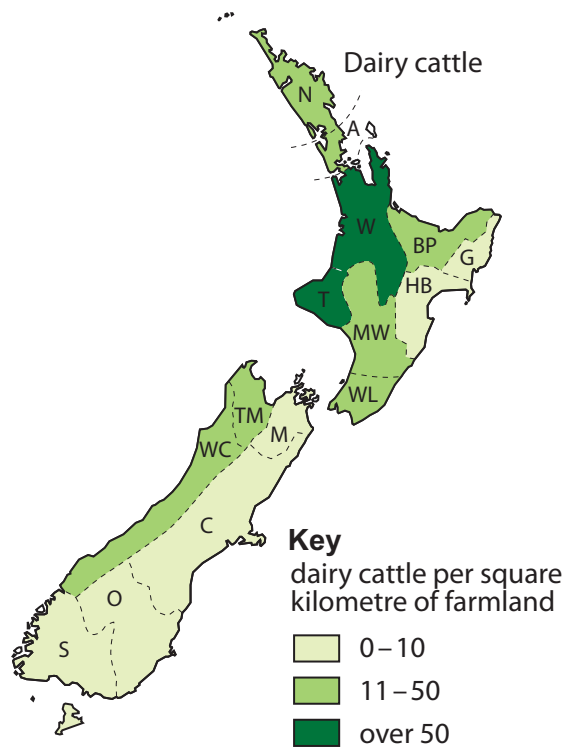 Dairy cattle
N
A
W
BP
G
HB
T
MW
WL
TM
M
WC
C
O
S
Key
dairy cattle per square
kilometre of farmland
0–10
11–50
over 50